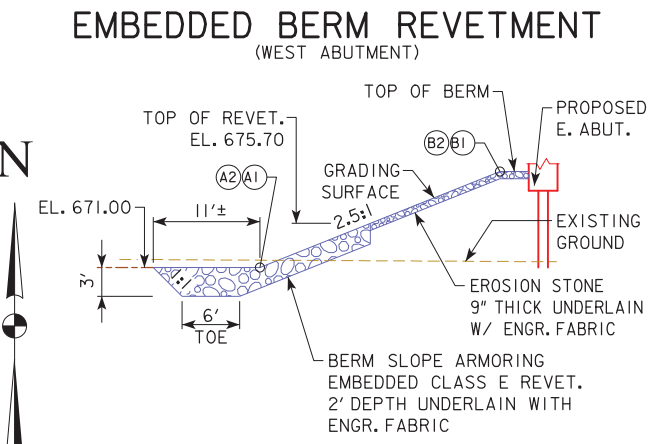 EMBEDDED BERM REVETMENT
(WEST ABUTMENT)
TOP OF BERM
PROPOSED
E. ABUT.
TOP OF REVET.
EL. 675.70
B2 B1
N
A2 A1
GRADING
SURFACE
EL. 671.00
11'±
2.5:1
EXISTING
GROUND
3'
1:1
6'
TOE
EROSION STONE
9" THICK UNDERLAIN
W/ ENGR. FABRIC
BERM SLOPE ARMORING
EMBEDDED CLASS E REVET.
2' DEPTH UNDERLAIN WITH
ENGR. FABRIC